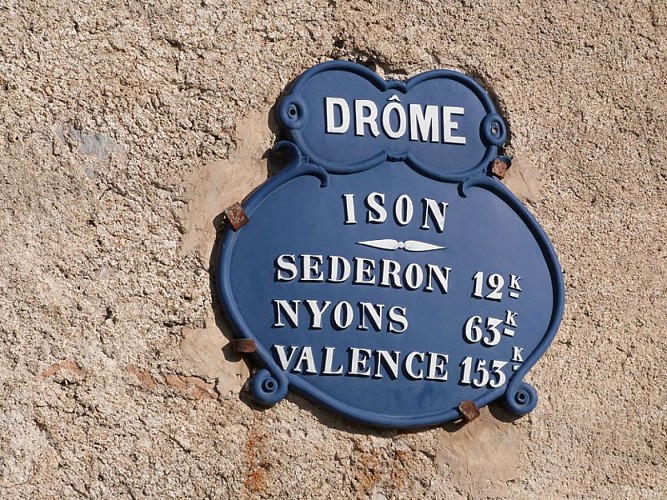 DRÔME
ISON
SEDERON 12K
NYONS 63K
VALENCE 153K